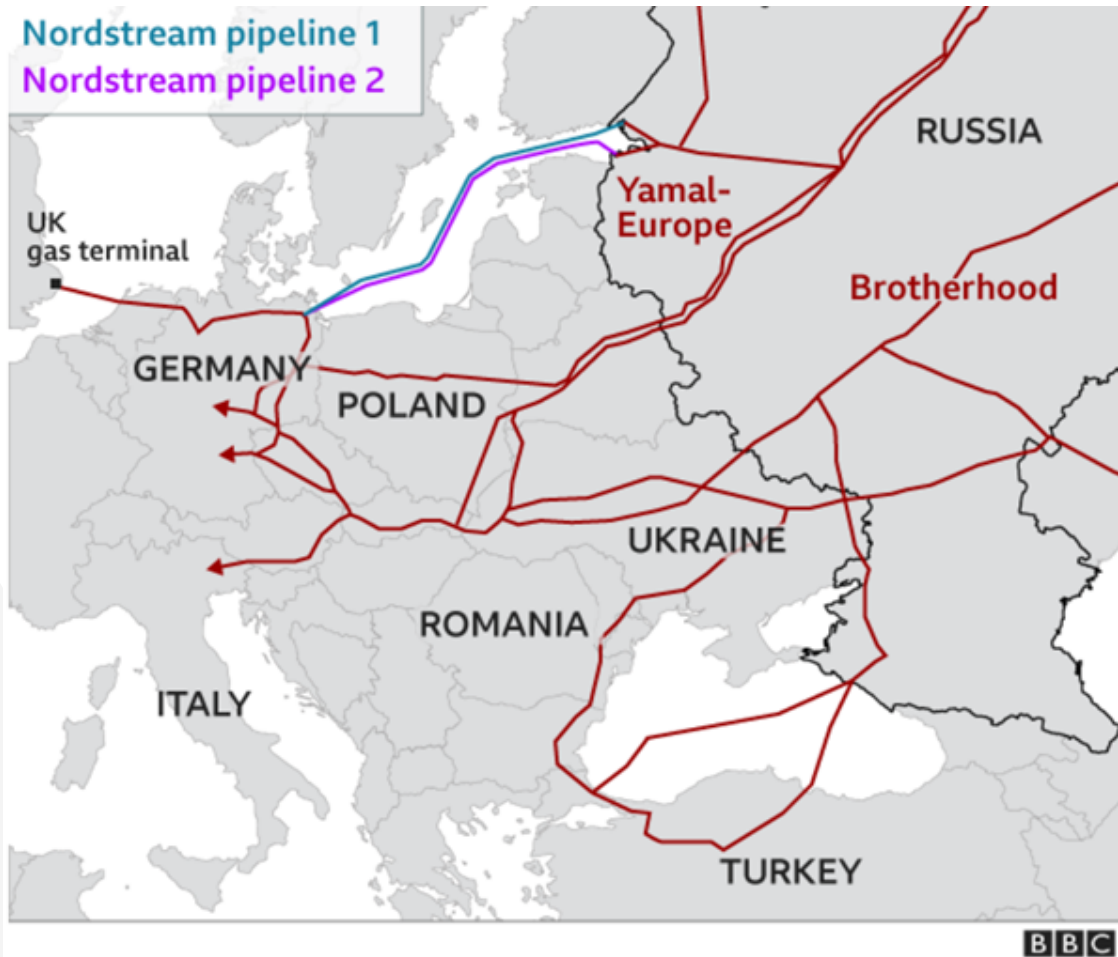 Nordstream pipeline 1
Nordstream pipeline 2
RUSSIA
Yamal-
Europe
UK
gas terminal
Brotherhood
GERMANY
POLAND
UKRAINE
ROMANIA
ITALY
TURKEY
BBC